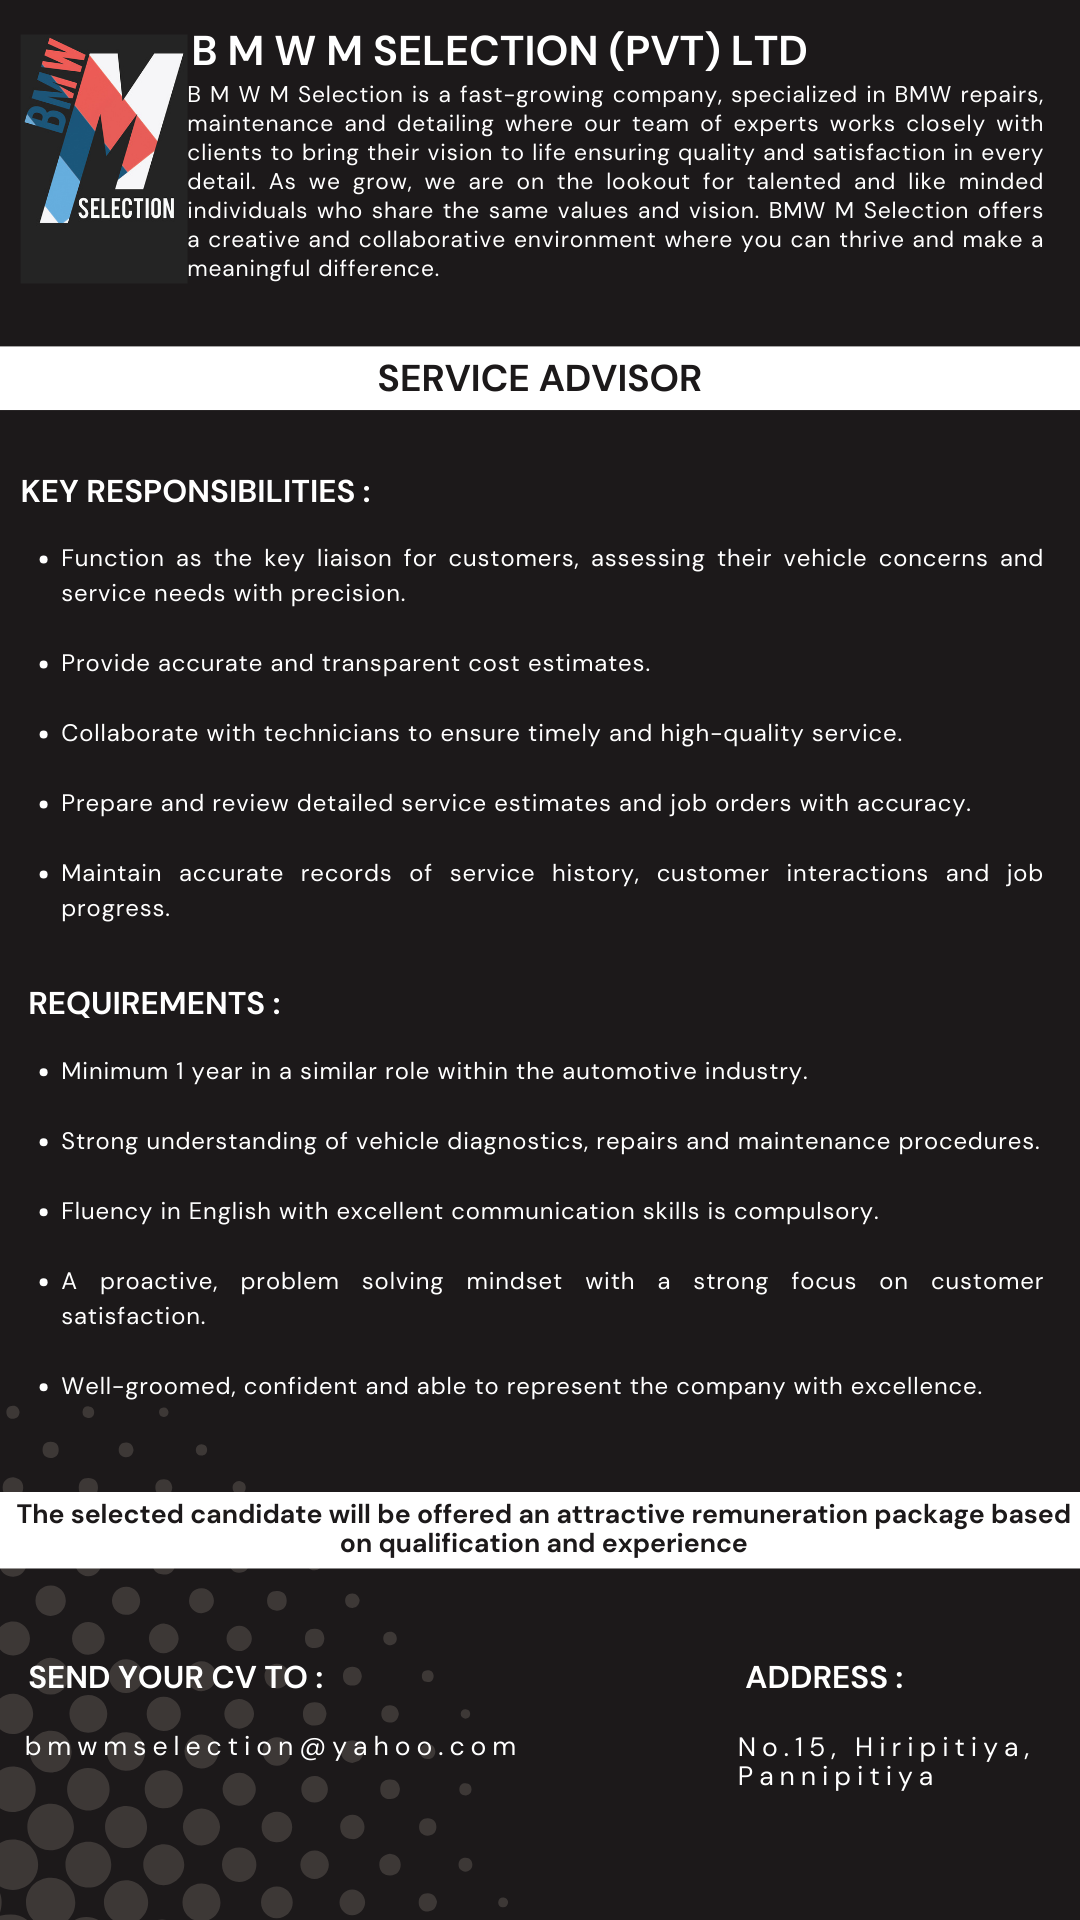 BMW
SELECTION
B M W M SELECTION (PVT) LTD
B M W M Selection is a fast-growing company, specialized in BMW repairs,
maintenance and detailing where our team of experts works closely with
clients to bring their vision to life ensuring quality and satisfaction in every
detail. As we grow, we are on the lookout for talented and like minded
individuals who share the same values and vision. BMW M Selection offers
a creative and collaborative environment where you can thrive and make a
meaningful difference.
SERVICE ADVISOR
KEY RESPONSIBILITIES :
• Function as the key liaison for customers, assessing their vehicle concerns and
service needs with precision.
• Provide accurate and transparent cost estimates.
• Collaborate with technicians to ensure timely and high-quality service.
• Prepare and review detailed service estimates and job orders with accuracy.
• Maintain accurate records of service history, customer interactions and job
progress.
REQUIREMENTS :
• Minimum 1 year in a similar role within the automotive industry.
• Strong understanding of vehicle diagnostics, repairs and maintenance procedures.
• Fluency in English with excellent communication skills is compulsory.
• A proactive, problem solving mindset with a strong focus on customer
satisfaction.
• Well-groomed, confident and able to represent the company with excellence.
The selected candidate will be offered an attractive remuneration package based
on qualification and experience
SEND YOUR CV TO :
bmwmselection@yahoo.com
ADDRESS :
No.15, Hiripitiya,
Pannipitiya